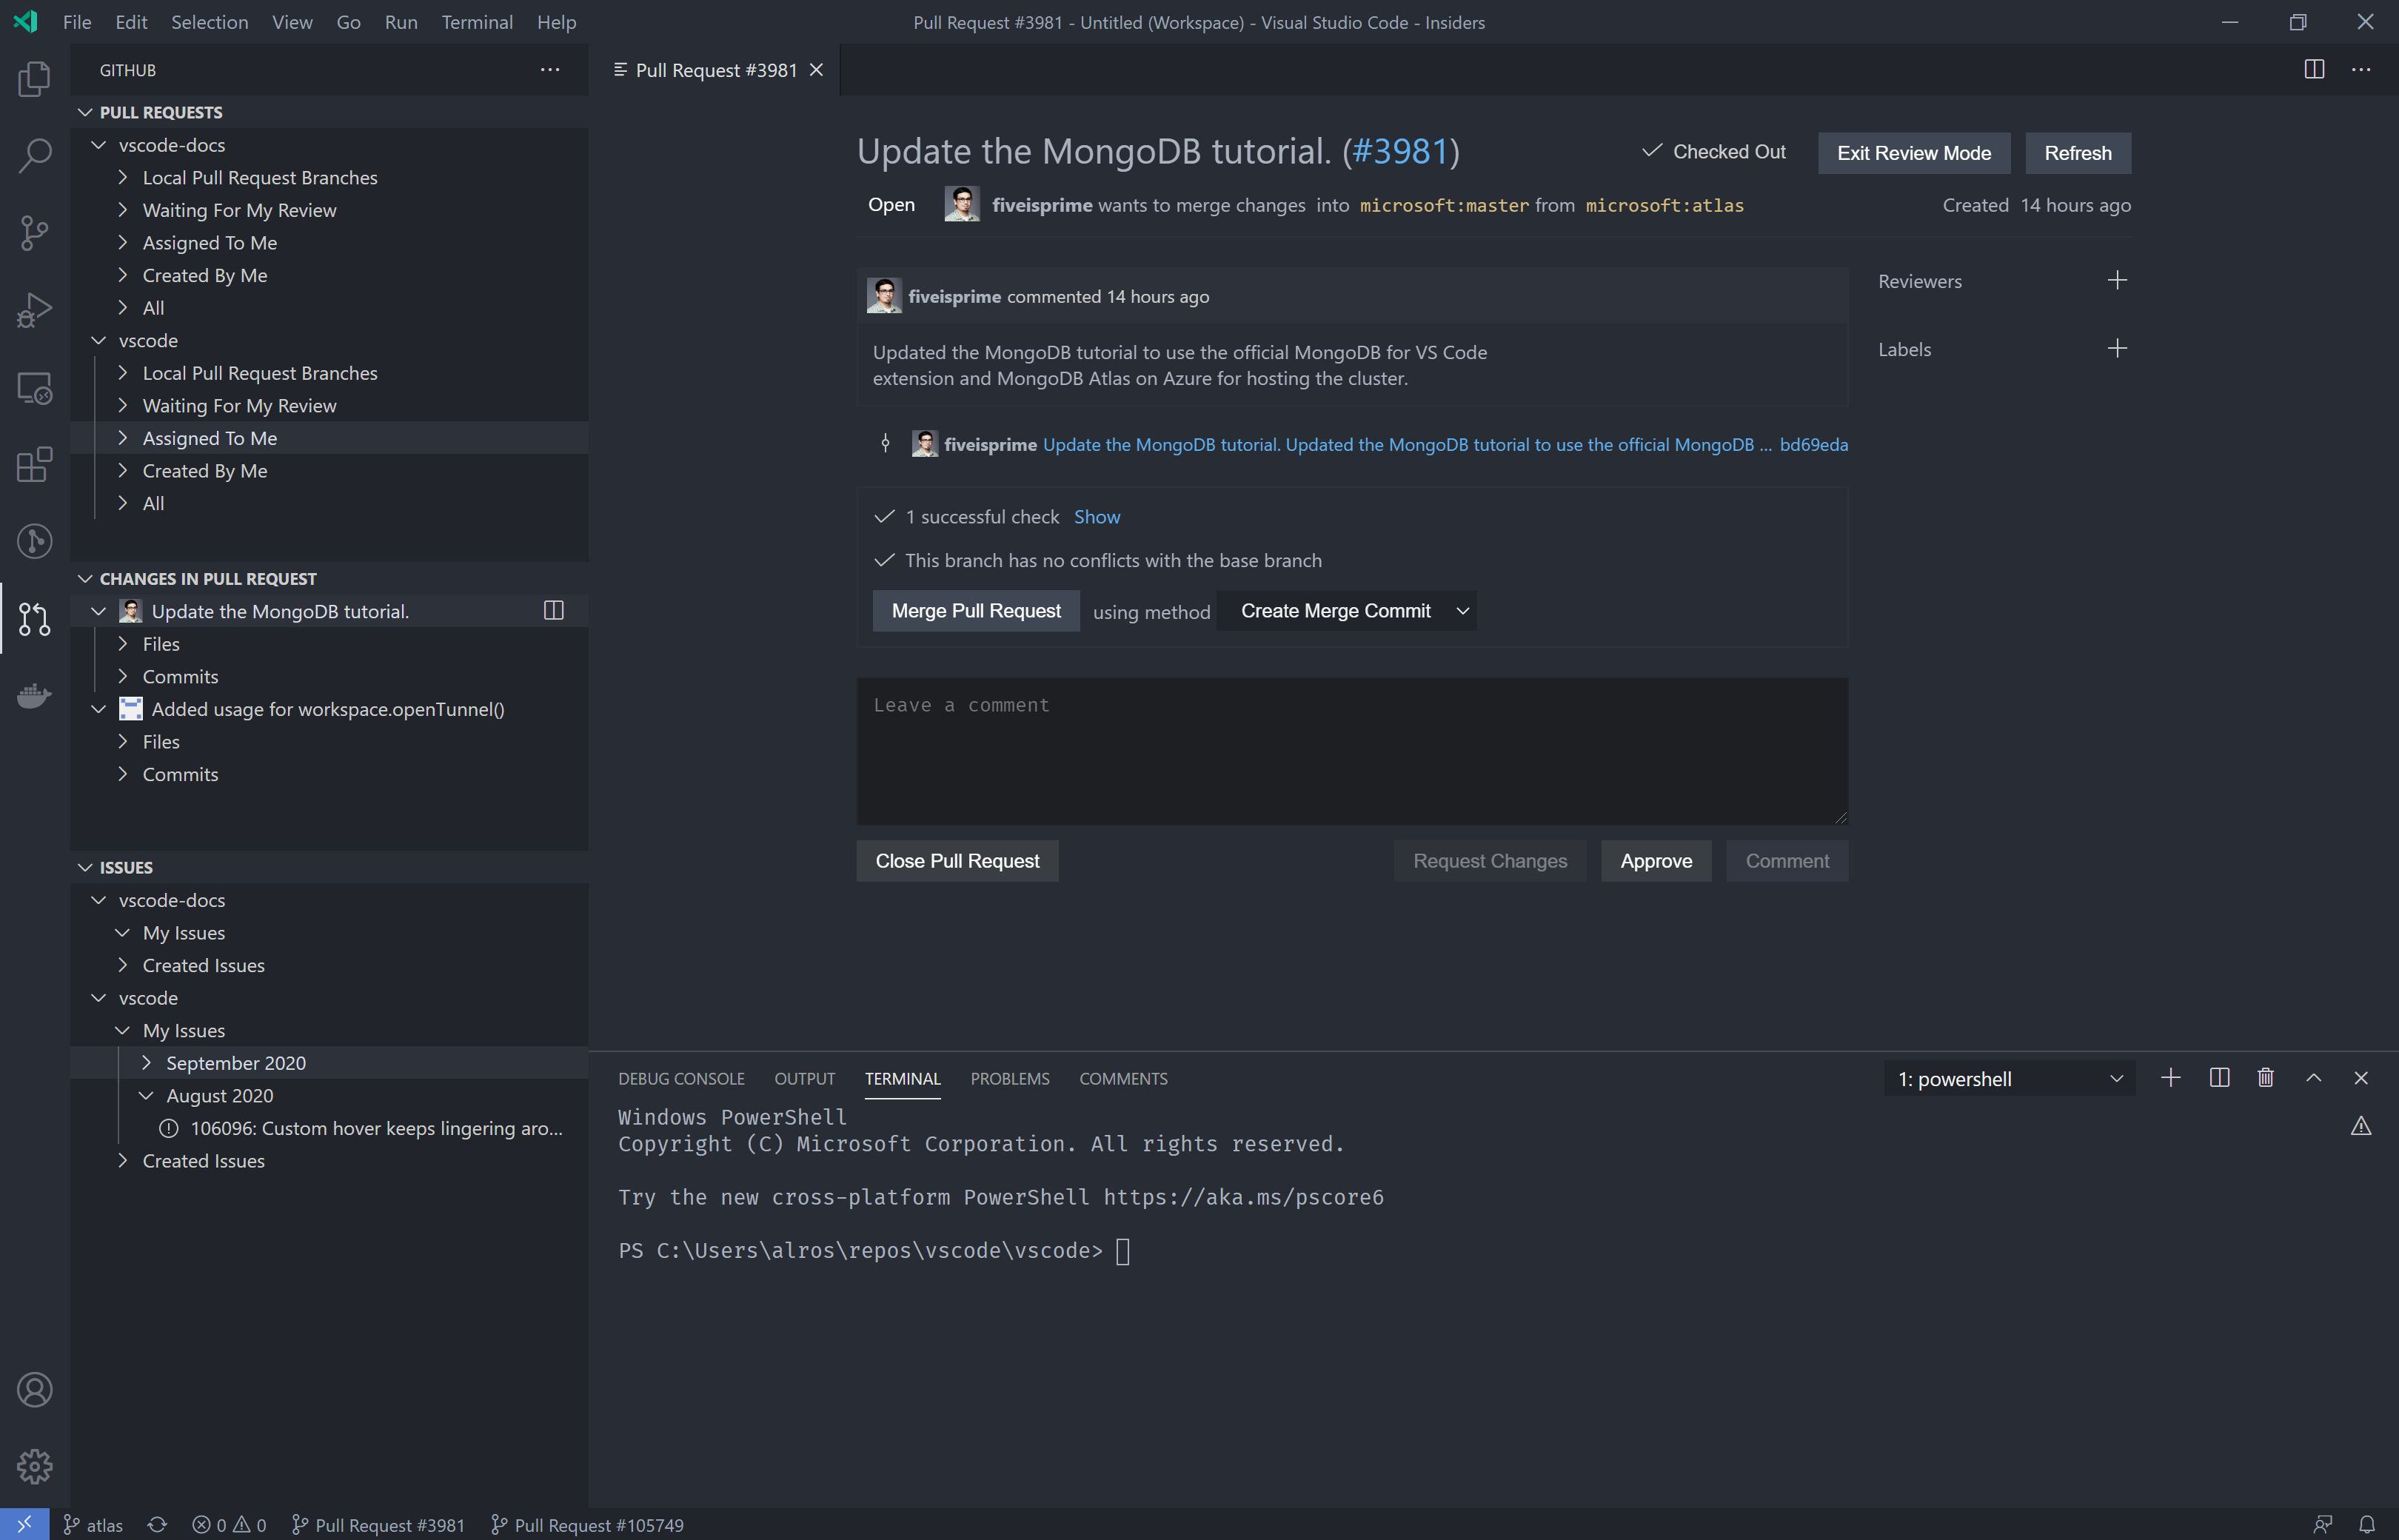 File Edit Selection View Go Run Terminal Help
Pull Request #3981 - Untitled (Workspace) - Visual Studio Code - Insiders
GITHUB
PULL REQUESTS
vscode-docs
Local Pull Request Branches
Waiting For My Review
Assigned To Me
Created By Me
All
vscode
Local Pull Request Branches
Waiting For My Review
Assigned To Me
Created By Me
All
CHANGES IN PULL REQUEST
Update the MongoDB tutorial.
Files
Commits
Added usage for workspace.openTunnel()
Files
Commits
ISSUES
vscode-docs
My Issues
Created Issues
vscode
My Issues
September 2020
August 2020
106096: Custom hover keeps lingering aro...
Created Issues
Pull Request #3981
Update the MongoDB tutorial. (#3981)
Checked Out
Exit Review Mode
Refresh
Open
fiveisprime wants to merge changes into microsoft:master from microsoft:atlas
Created 14 hours ago
fiveisprime commented 14 hours ago
Updated the MongoDB tutorial to use the official MongoDB for VS Code
extension and MongoDB Atlas on Azure for hosting the cluster.
Reviewers
Labels
fiveisprime Update the MongoDB tutorial. Updated the MongoDB tutorial to use the official MongoDB ... bd69eda
1 successful check Show
This branch has no conflicts with the base branch
Merge Pull Request using method Create Merge Commit
Leave a comment
Close Pull Request
Request Changes
Approve
Comment
DEBUG CONSOLE OUTPUT TERMINAL PROBLEMS COMMENTS
1: powershell
Windows PowerShell
Copyright (C) Microsoft Corporation. All rights reserved.
Try the new cross-platform PowerShell https://aka.ms/pscore6
PS C:\Users\alros\repos\vscode\vscode>
atlas 0 0 Pull Request #3981 Pull Request #105749